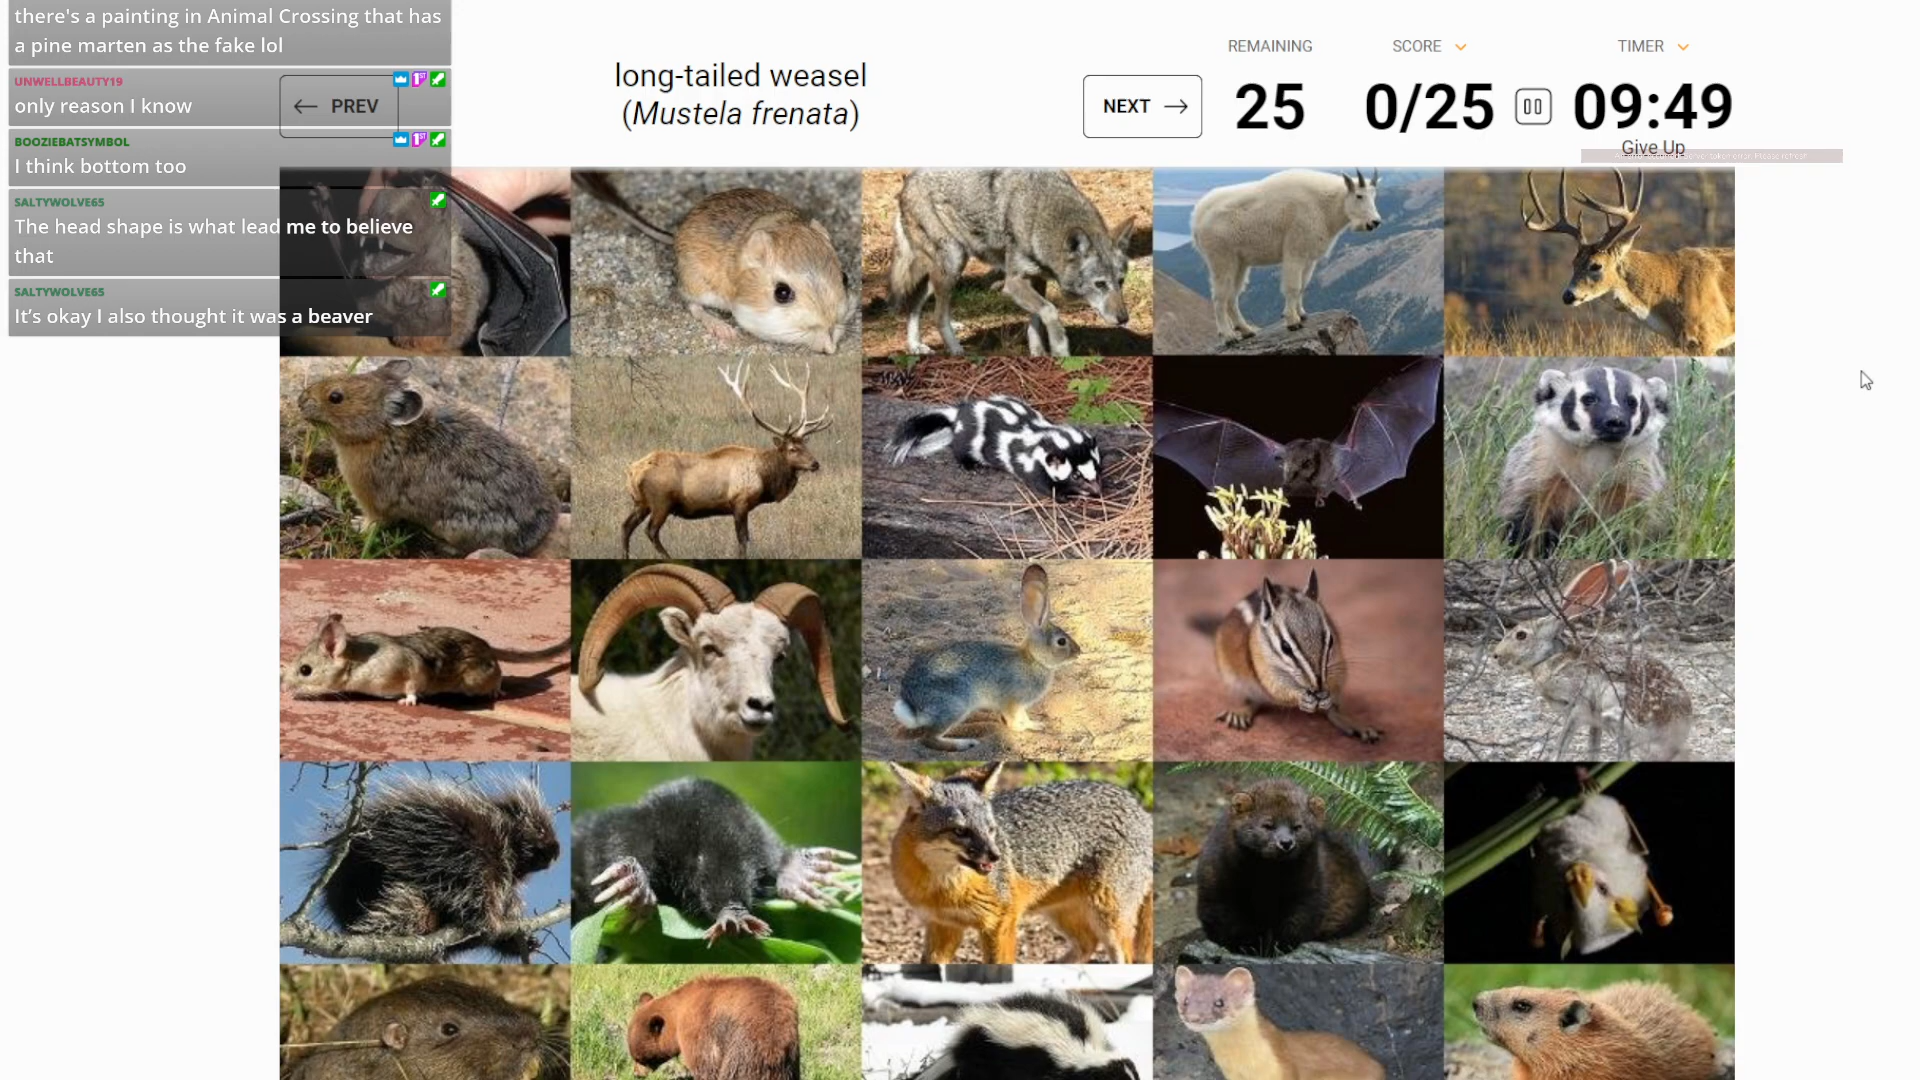 there's a painting in Animal Crossing that has
a pine marten as the fake lol
UNWELLBEAUTY19
only reason I know
BOOZIEBATSYMBOL
I think bottom too
SALTYWOLVE65
The head shape is what lead me to believe
that
SALTYWOLVE65
It's okay I also thought it was a beaver
← PREV
long-tailed weasel
(Mustela frenata)
NEXT →
REMAINING
25
SCORE
0/25
TIMER
09:49
Give Up